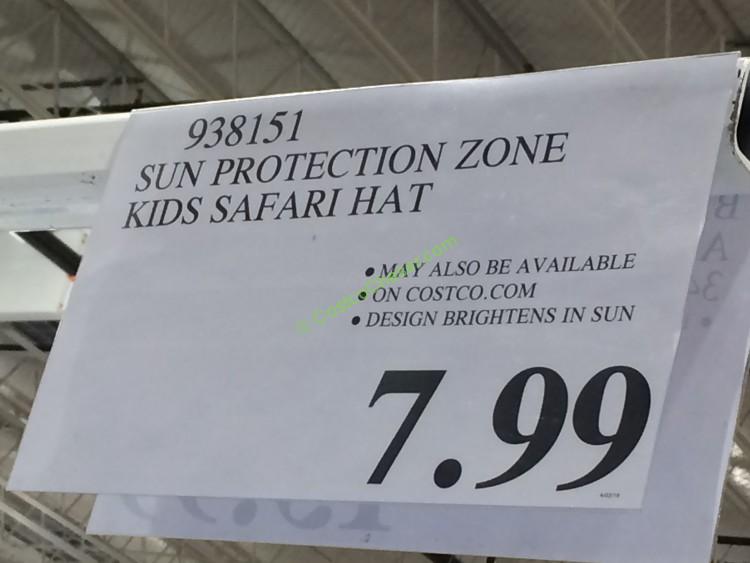 938151
SUN PROTECTION ZONE
KIDS SAFARI HAT
• MAY ALSO BE AVAILABLE
• ON COSTCO.COM
• DESIGN BRIGHTENS IN SUN
7.99